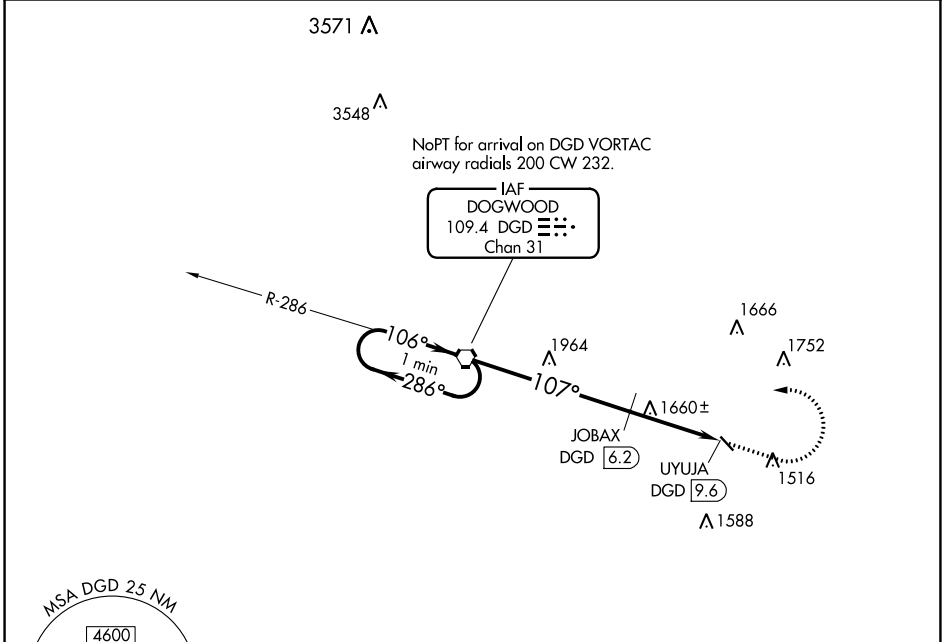 3571
3548
NoPT for arrival on DGD VORTAC
airway radials 200 CW 232.
IAF
DOGWOOD
109.4 DGD
Chan 31
R-286
106°
1 min
286°
1964
107°
1666
1752
1660±
JOBAX
DGD 6.2
UYUJA
DGD 9.6
1516
1588
MSA DGD 25 NM
4600